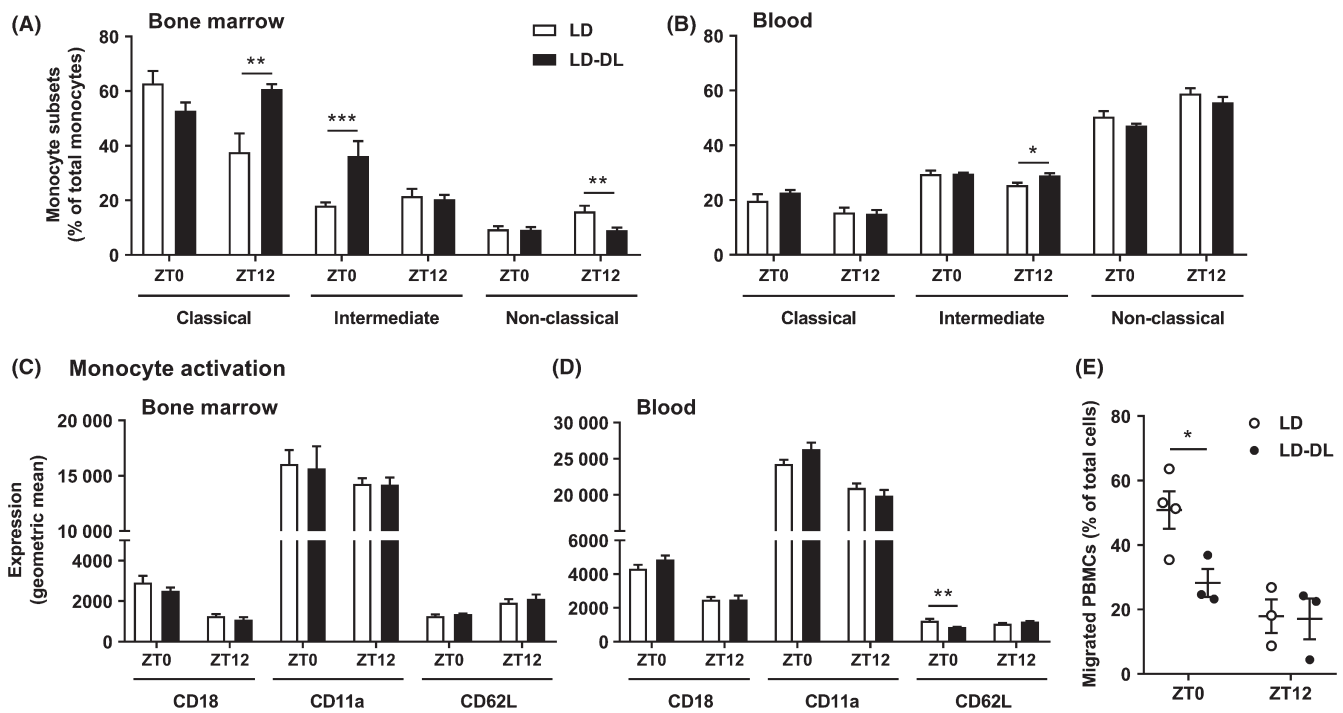 (A)
Bone marrow
Monocyte subsets
(% of total monocytes)
80
60
40
20
0
**
***
**
LD
LD-DL
ZT0 ZT12 ZT0 ZT12 ZT0 ZT12
Classical Intermediate Non-classical
(B)
Blood
80
60
40
20
0
*
ZT0 ZT12 ZT0 ZT12 ZT0 ZT12
Classical Intermediate Non-classical
(C) Monocyte activation
Bone marrow
Expression
(geometric mean)
20 000
15 000
10 000
4000
2000
0
ZT0 ZT12 ZT0 ZT12 ZT0 ZT12
CD18 CD11a CD62L
(D)
Blood
30 000
25 000
20 000
6000
4000
2000
0
**
ZT0 ZT12 ZT0 ZT12 ZT0 ZT12
CD18 CD11a CD62L
(E)
Migrated PBMCs (% of total cells)
80
60
40
20
0
*
LD
LD-DL
ZT0 ZT12